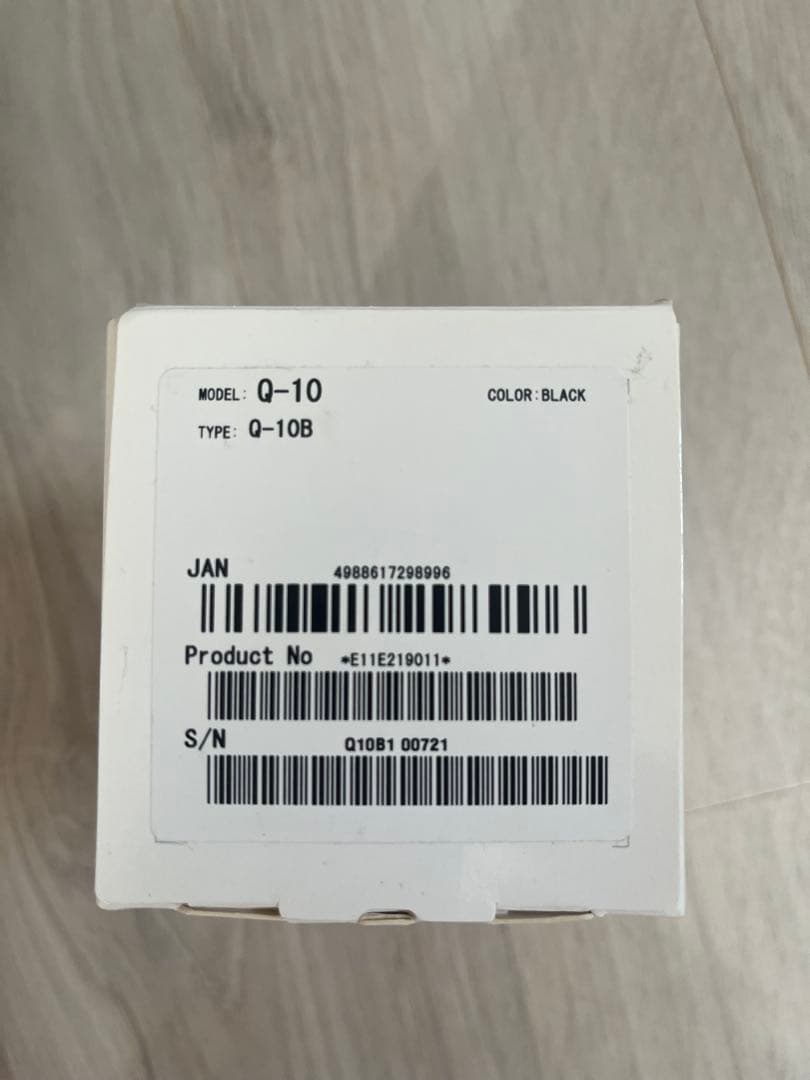 MODEL: Q-10 COLOR:BLACK
TYPE: Q-10B
JAN 4988617298996
Product No *E11E219011*
S/N Q10B1 00721